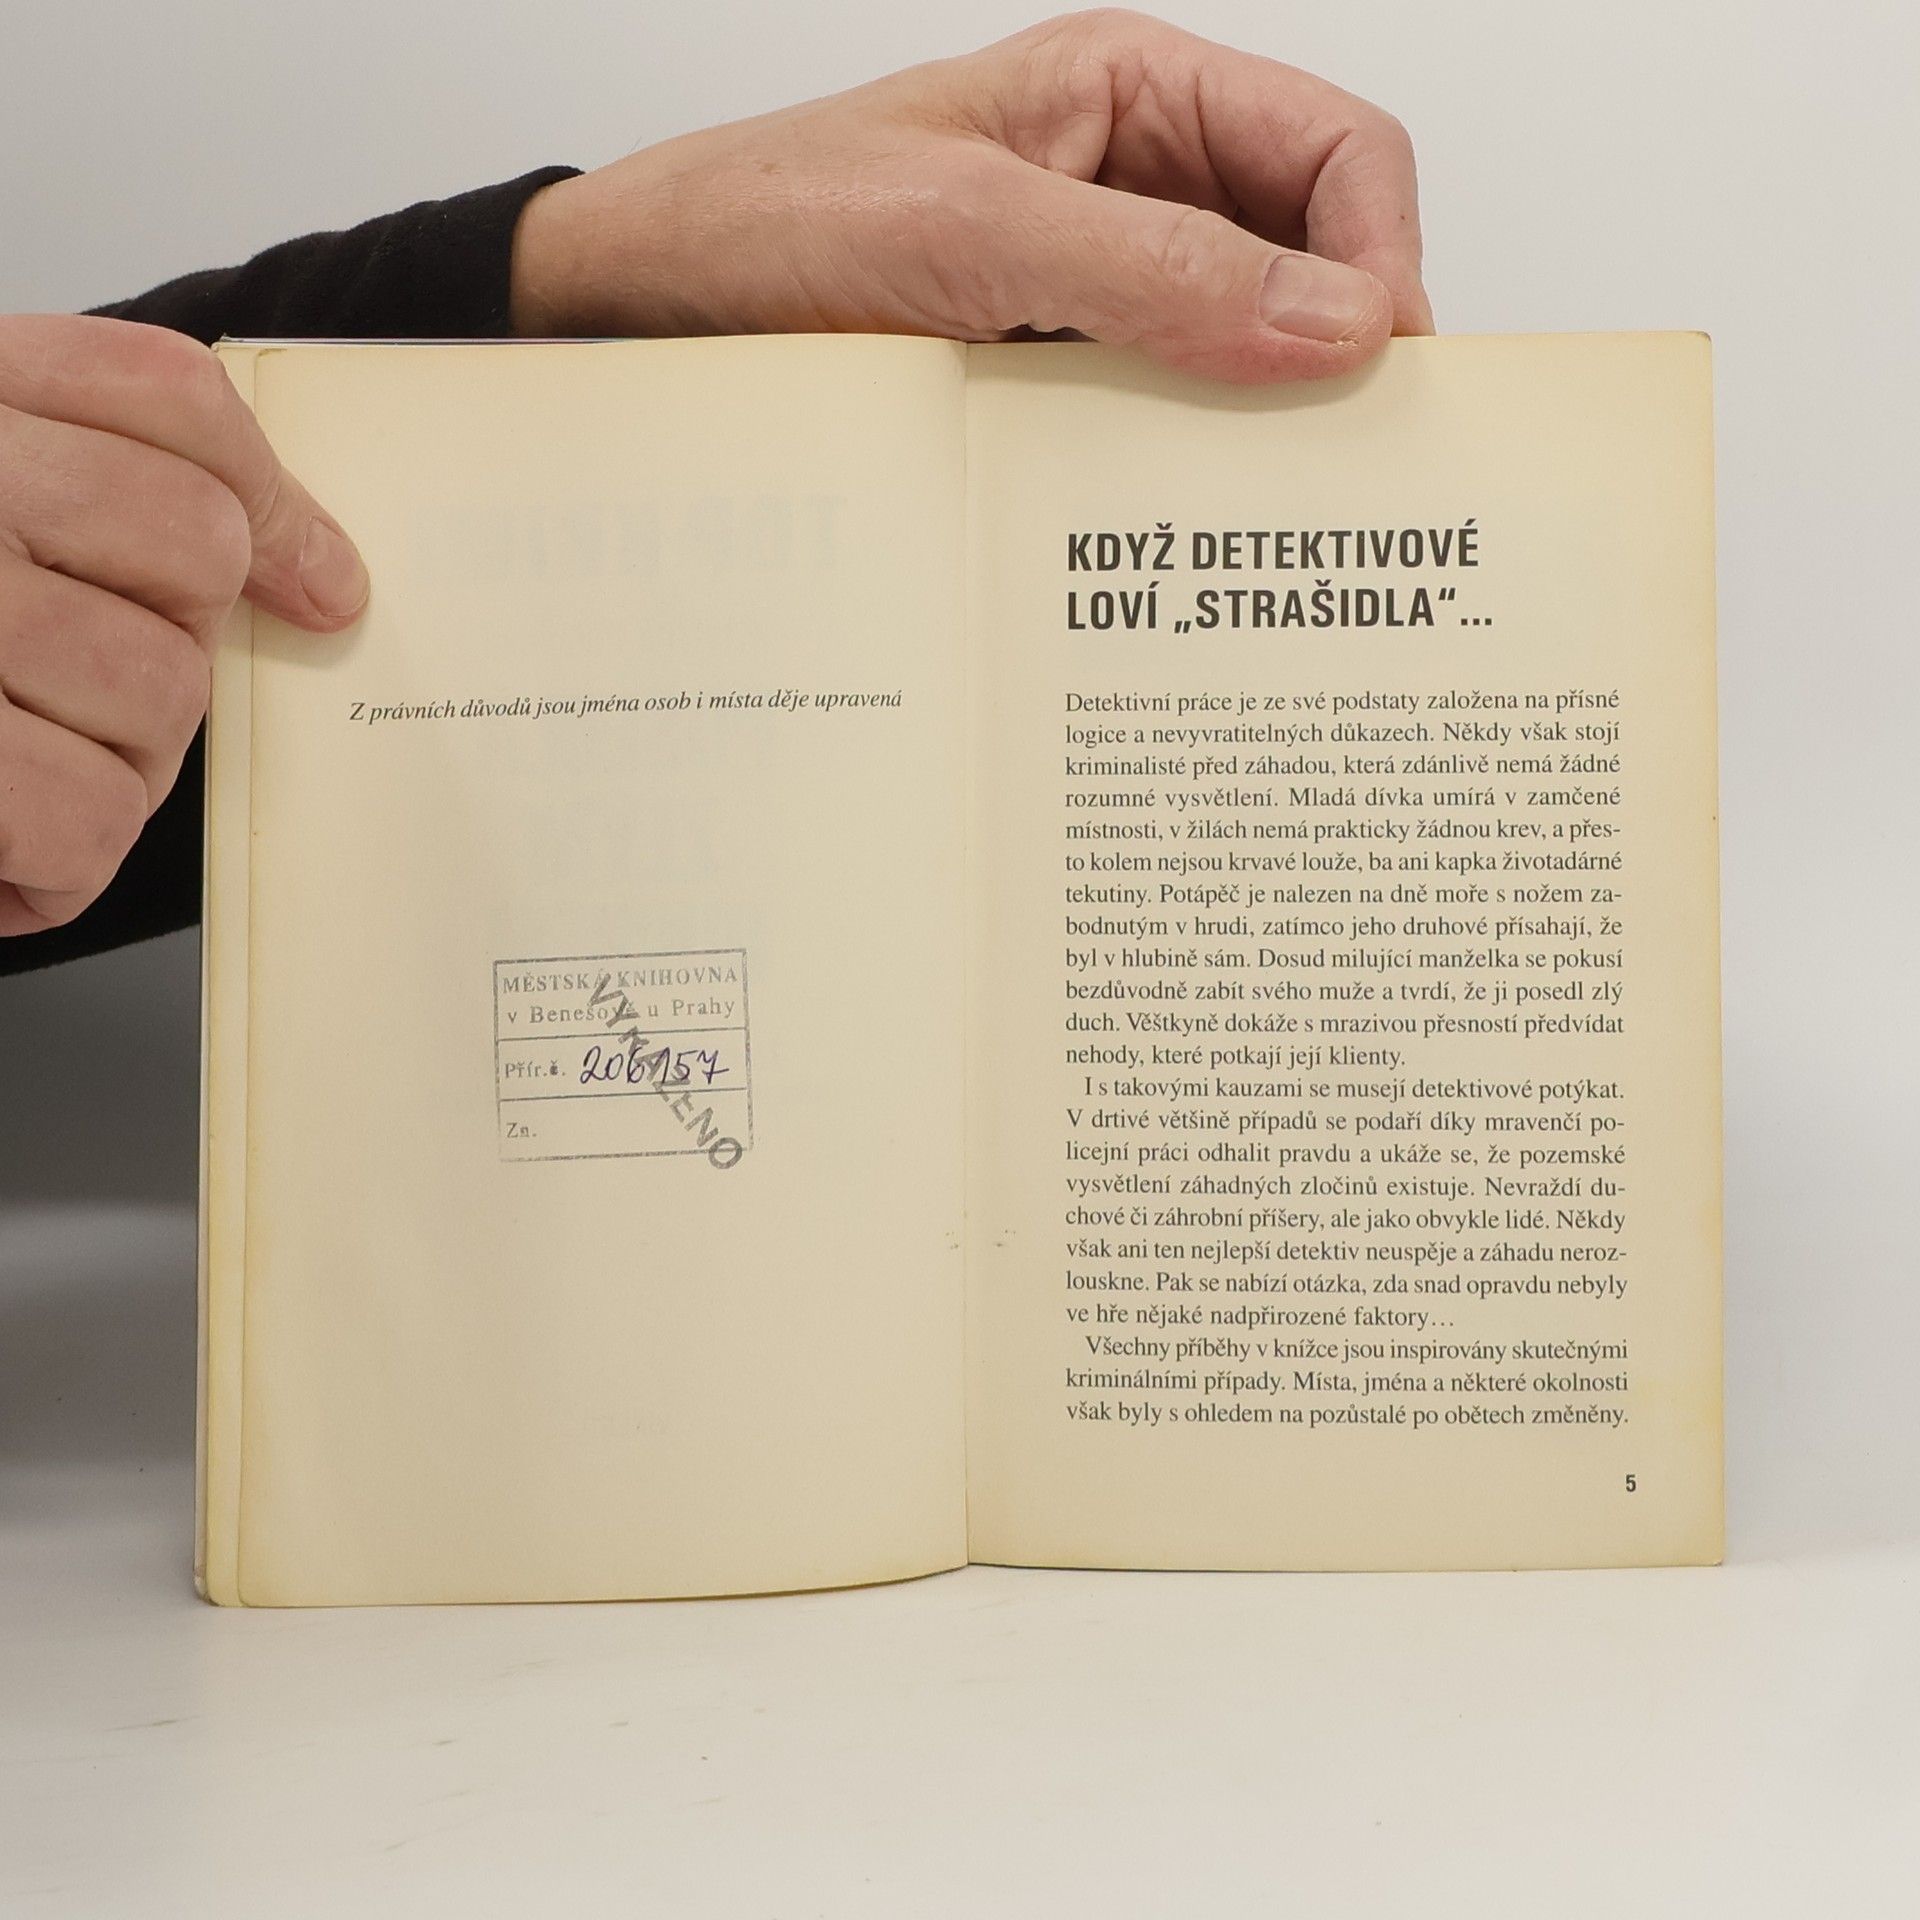 Z právních důvodů jsou jména osob i místa děje upravená
MĚSTSKÁ KNIHOVNA
v Benešově u Prahy
Přír.č. 206157
Zn.
VYŘAZENO
KDYŽ DETEKTIVOVÉ
LOVÍ „STRAŠIDLA“...
Detektivní práce je ze své podstaty založena na přísné
logice a nevyvratitelných důkazech. Někdy však stojí
kriminalisté před záhadou, která zdánlivě nemá žádné
rozumné vysvětlení. Mladá dívka umírá v zamčené
místnosti, v žilách nemá prakticky žádnou krev, a přes-
to kolem nejsou krvavé louže, ba ani kapka životadárné
tekutiny. Potápěč je nalezen na dně moře s nožem za-
bodnutým v hrudi, zatímco jeho druhové přísahají, že
byl v hlubině sám. Dosud milující manželka se pokusí
bezdůvodně zabít svého muže a tvrdí, že ji posedl zlý
duch. Věštkyně dokáže s mrazivou přesností předvídat
nehody, které potkají její klienty.
I s takovými kauzami se musejí detektivové potýkat.
V drtivé většině případů se podaří díky mravenčí po-
licejní práci odhalit pravdu a ukáže se, že pozemské
vysvětlení záhadných zločinů existuje. Nevraždí du-
chové či záhrobní příšery, ale jako obvykle lidé. Někdy
však ani ten nejlepší detektiv neuspěje a záhadu neroz-
louskne. Pak se nabízí otázka, zda snad opravdu nebyly
ve hře nějaké nadpřirozené faktory…
Všechny příběhy v knížce jsou inspirovány skutečnými
kriminálními případy. Místa, jména a některé okolnosti
však byly s ohledem na pozůstalé po obětech změněny.
5